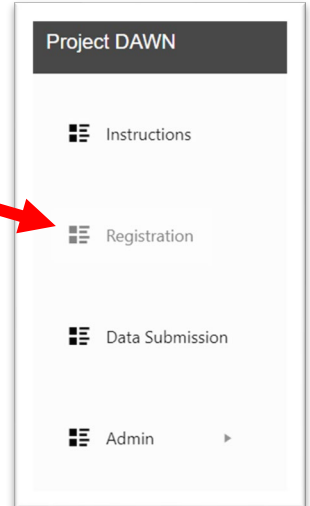 Project DAWN
Instructions
Registration
Data Submission
Admin